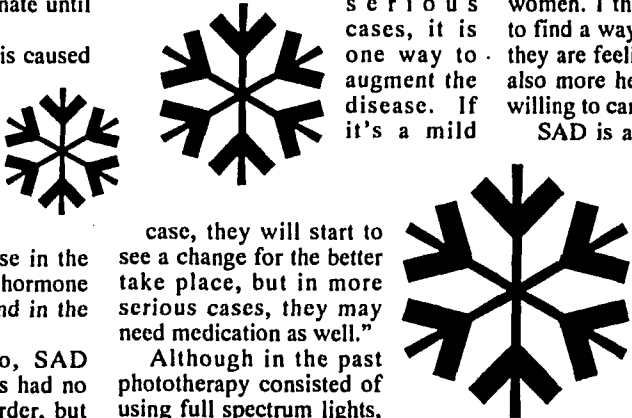 nate until
is caused
se in the
hormone
nd in the
o, SAD
s had no
rder, but
serious
cases, it is
one way to
augment the
disease. If
it's a mild
case, they will start to
see a change for the better
take place, but in more
serious cases, they may
need medication as well."
Although in the past
phototherapy consisted of
using full spectrum lights,
women. I th
to find a way
they are feeli
also more he
willing to car
SAD is a